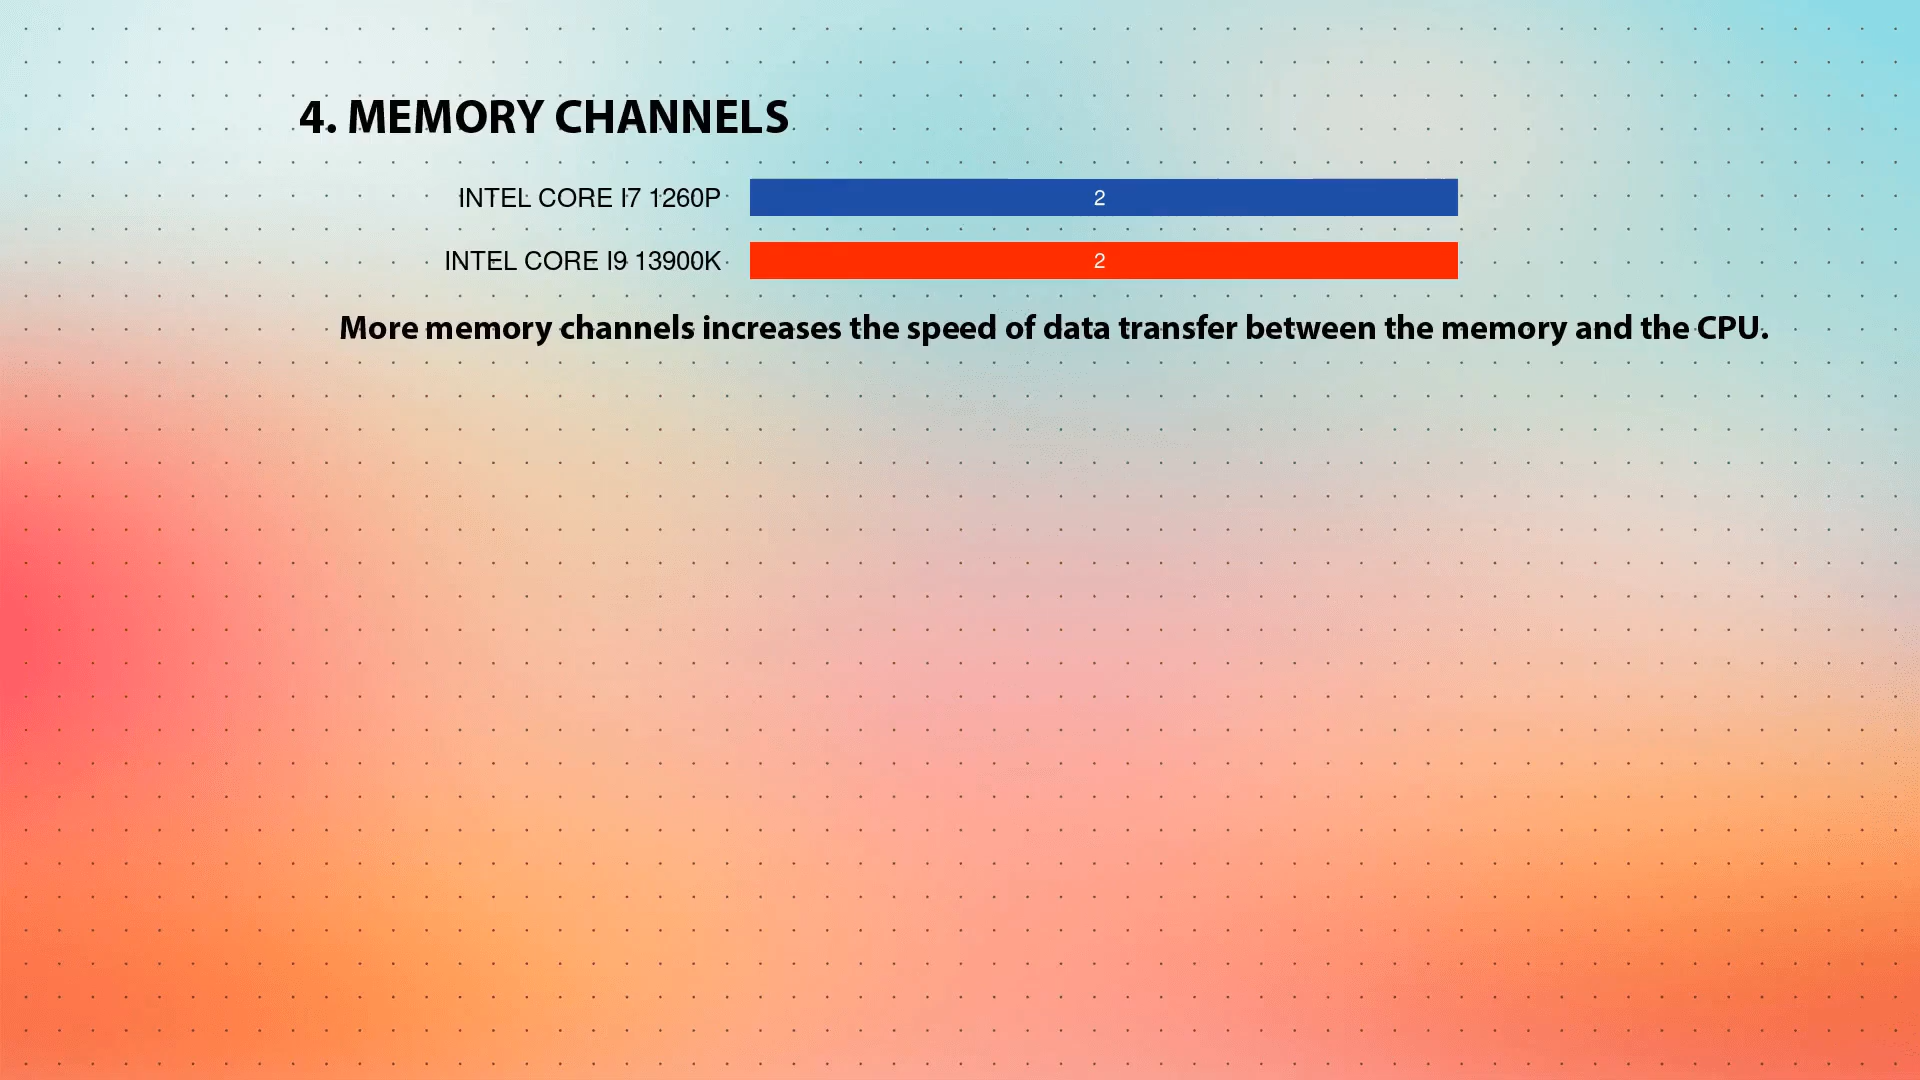 4. MEMORY CHANNELS
INTEL CORE I7 1260P 2
INTEL CORE I9 13900K 2
More memory channels increases the speed of data transfer between the memory and the CPU.